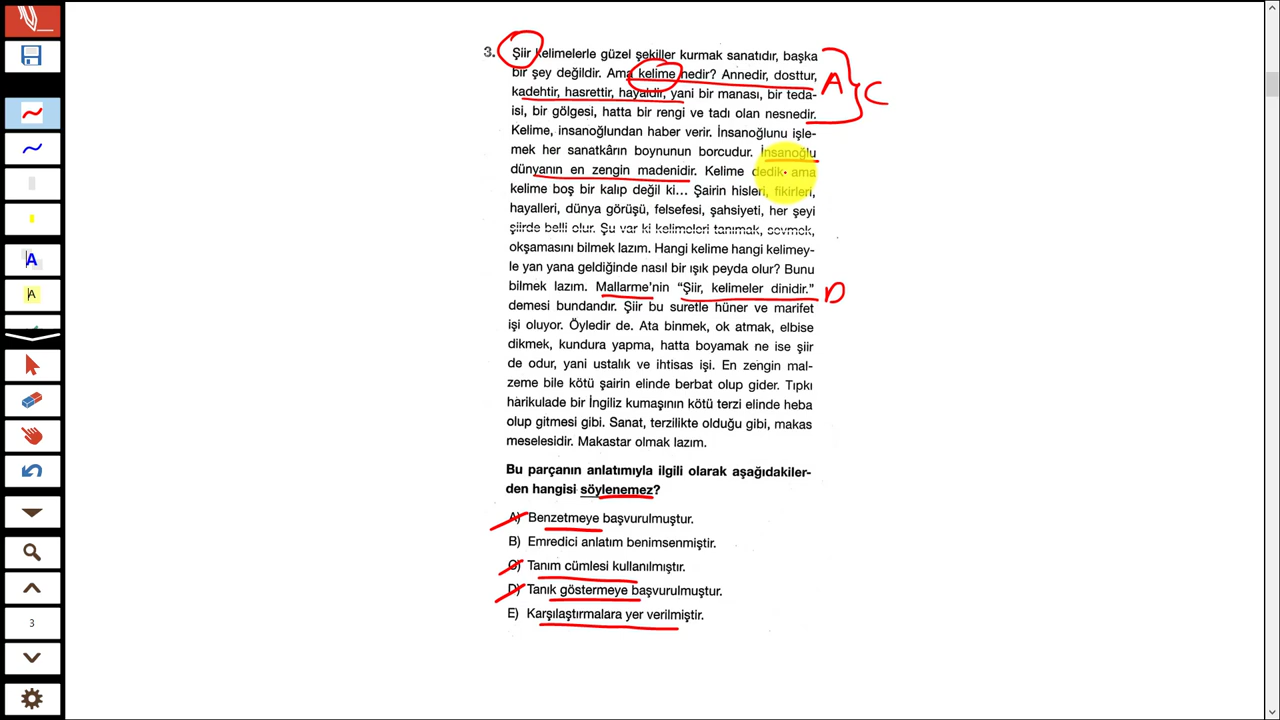 3. Şiir kelimelerle güzel şekiller kurmak sanatıdır, başka
bir şey değildir. Ama kelime nedir? Annedir, dosttur,
kadehtir, hasrettir, hayaldir, yani bir manası, bir teda-
isi, bir gölgesi, hatta bir rengi ve tadı olan nesnedir.
A
C
Kelime, insanoğlundan haber verir. İnsanoğlunu işle-
mek her sanatkârın boynunun borcudur. İnsanoğlu
dünyanın en zengin madenidir. Kelime dedik ama
kelime boş bir kalıp değil ki... Şairin hisleri, fikirleri,
hayalleri, dünya görüşü, felsefesi, şahsiyeti, her şeyi
şiirde belli olur. Şu var ki kelimeleri tanımak, sevmek,
okşamasını bilmek lazım. Hangi kelime hangi kelimey-
le yan yana geldiğinde nasıl bir ışık peyda olur? Bunu
bilmek lazım. Mallarme'nin “Şiir, kelimeler dinidir.”
D
demesi bundandır. Şiir bu suretle hüner ve marifet
işi oluyor. Öyledir de. Ata binmek, ok atmak, elbise
dikmek, kundura yapma, hatta boyamak ne ise şiir
de odur, yani ustalık ve ihtisas işi. En zengin mal-
zeme bile kötü şairin elinde berbat olup gider. Tıpkı
harikulade bir İngiliz kumaşının kötü terzi elinde heba
olup gitmesi gibi. Sanat, terzilikte olduğu gibi, makas
meselesidir. Makastar olmak lazım.
Bu parçanın anlatımıyla ilgili olarak aşağıdakiler-
den hangisi söylenemez?
A) Benzetmeye başvurulmuştur.
B) Emredici anlatım benimsenmiştir.
C) Tanım cümlesi kullanılmıştır.
D) Tanık göstermeye başvurulmuştur.
E) Karşılaştırmalara yer verilmiştir.
A
A
3